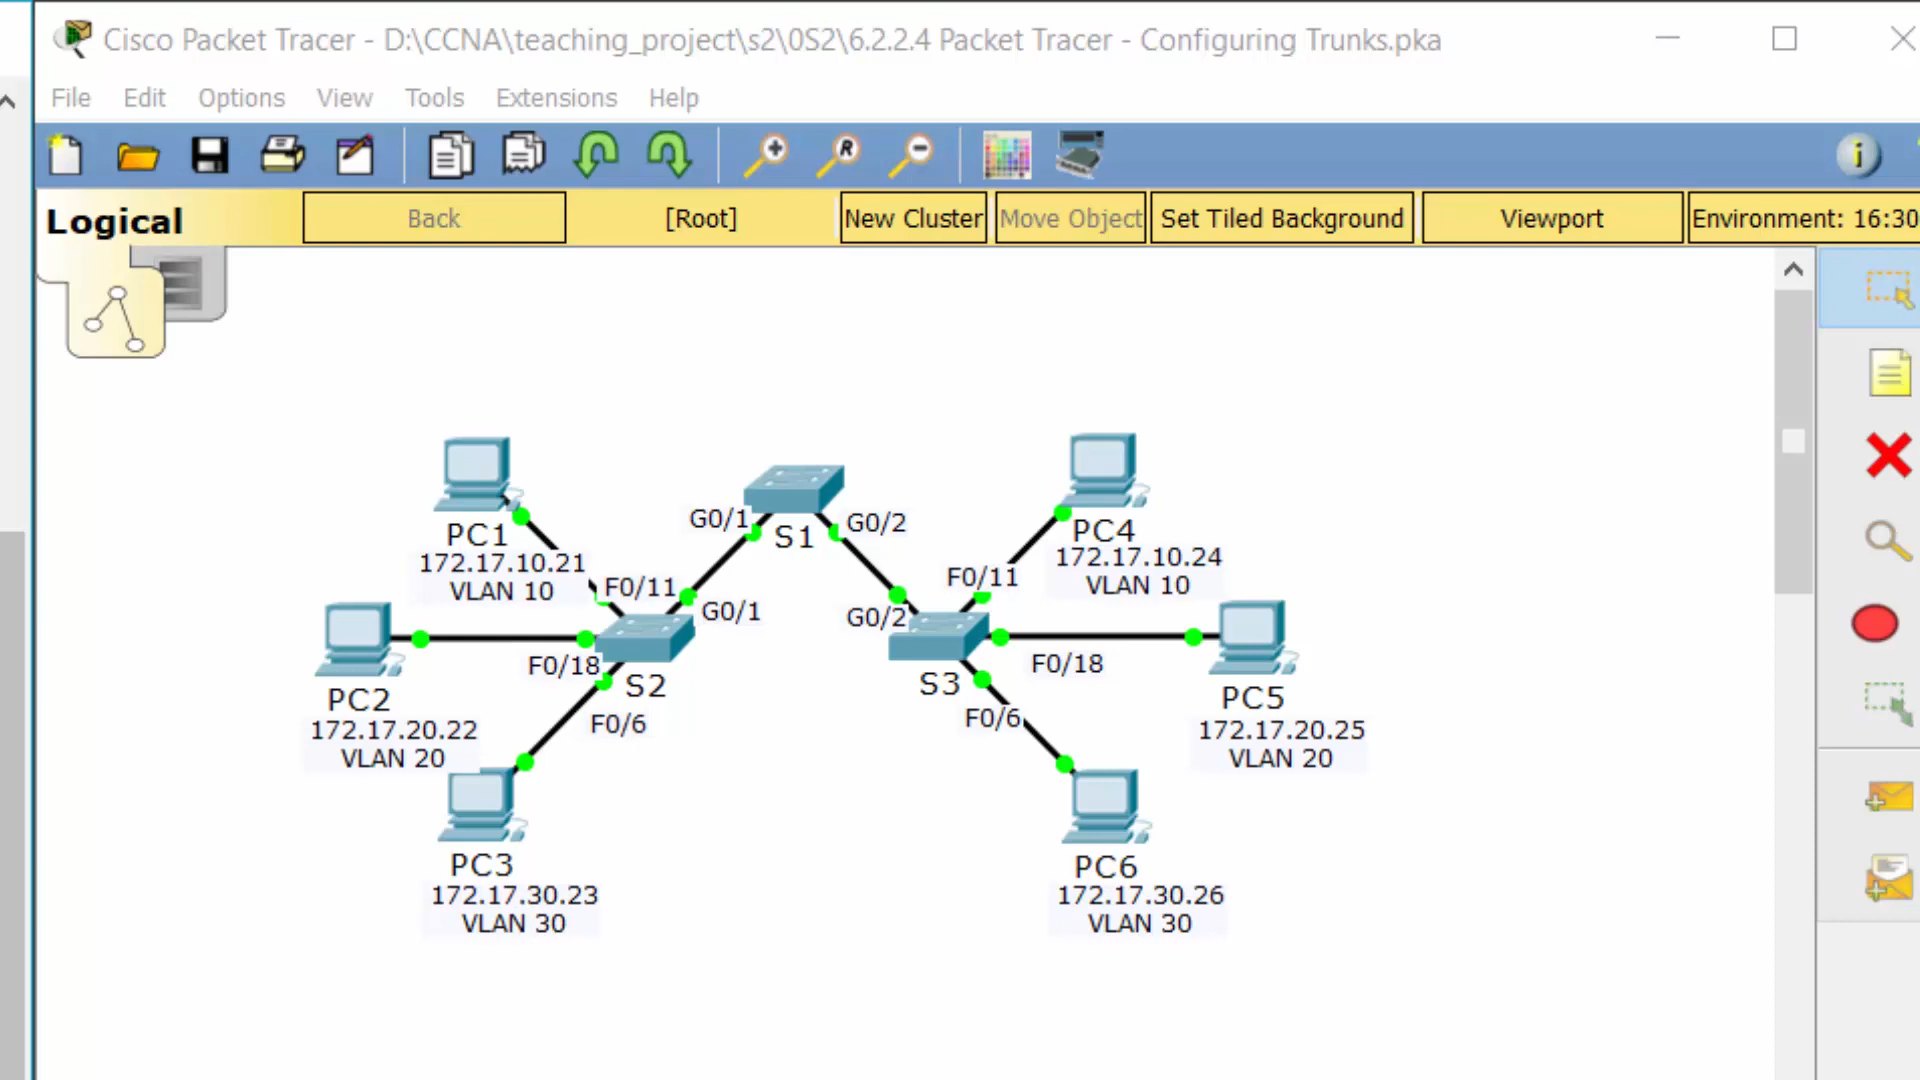 Cisco Packet Tracer - D:\CCNA\teaching_project\s2\0S2\6.2.2.4 Packet Tracer - Configuring Trunks.pka
File Edit Options View Tools Extensions Help
R
i
Logical Back [Root] New Cluster Move Object Set Tiled Background Viewport Environment: 16:30
PC1
172.17.10.21
VLAN 10
G0/1
S1
G0/2
PC4
172.17.10.24
VLAN 10
F0/11
G0/1
F0/11
G0/2
PC2
172.17.20.22
VLAN 20
F0/18
S2
F0/6
S3
F0/18
F0/6
PC5
172.17.20.25
VLAN 20
PC3
172.17.30.23
VLAN 30
PC6
172.17.30.26
VLAN 30